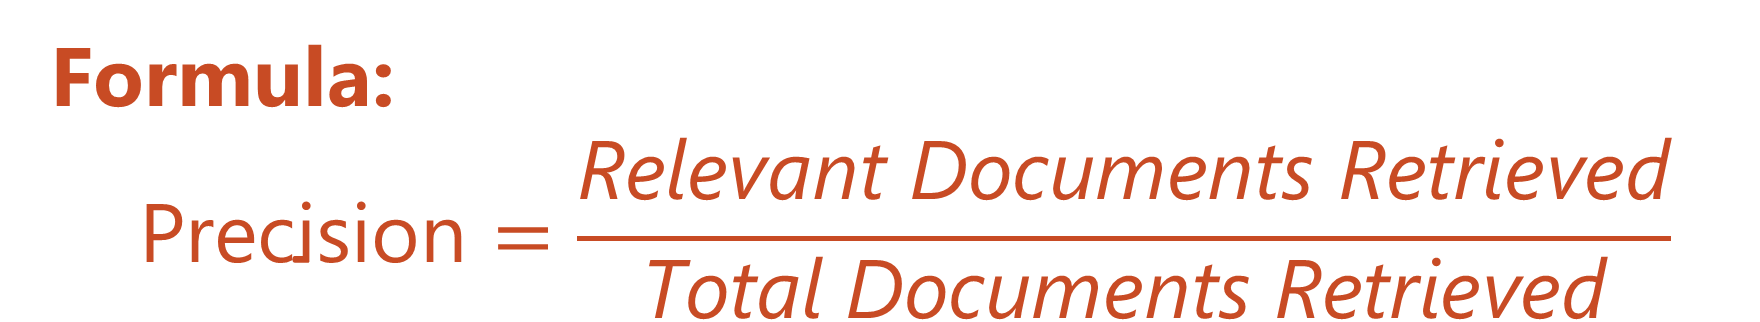 Formula:
Precision = Relevant Documents Retrieved / Total Documents Retrieved